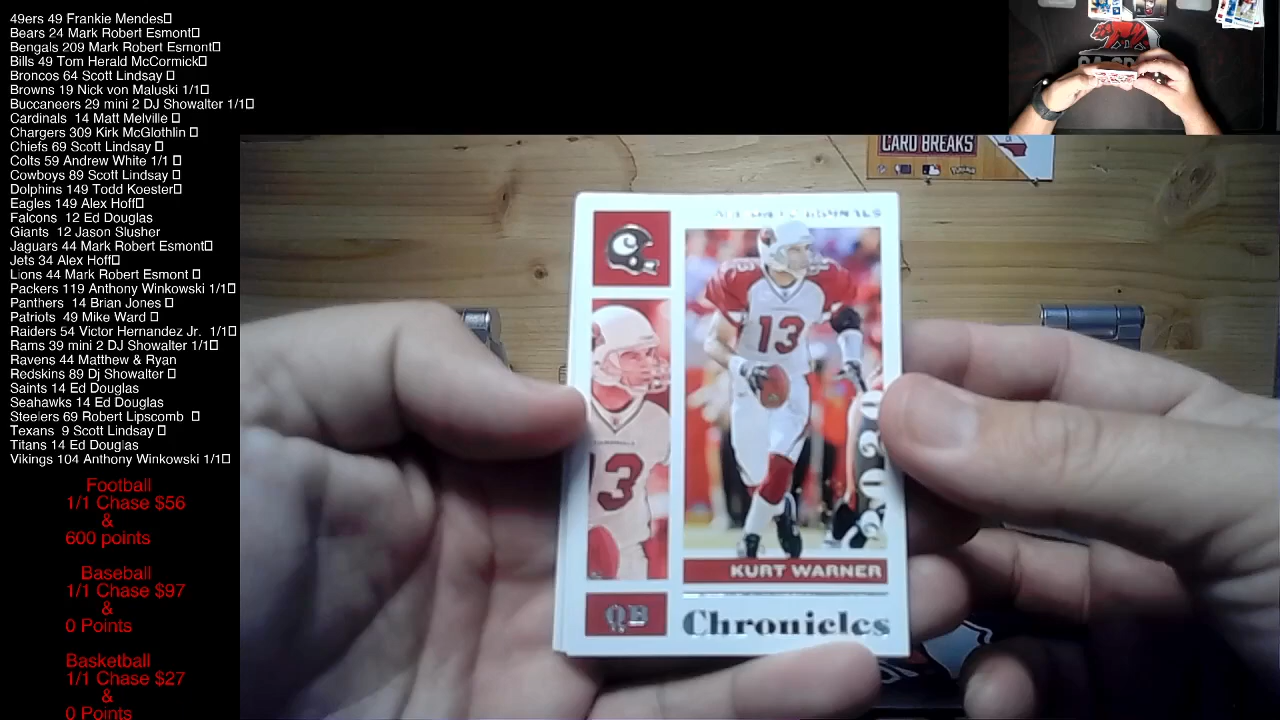 49ers 49 Frankie Mendes
Bears 24 Mark Robert Esmont
Bengals 209 Mark Robert Esmont
Bills 49 Tom Herald McCormick
Broncos 64 Scott Lindsay
Browns 19 Nick von Maluski 1/1
Buccaneers 29 mini 2 DJ Showalter 1/1
Cardinals 14 Matt Melville
Chargers 309 Kirk McGlothlin
Chiefs 69 Scott Lindsay
Colts 59 Andrew White 1/1
Cowboys 89 Scott Lindsay
Dolphins 149 Todd Koester
Eagles 149 Alex Hoff
Falcons 12 Ed Douglas
Giants 12 Jason Slusher
Jaguars 44 Mark Robert Esmont
Jets 34 Alex Hoff
Lions 44 Mark Robert Esmont
Packers 119 Anthony Winkowski 1/1
Panthers 14 Brian Jones
Patriots 49 Mike Ward
Raiders 54 Victor Hernandez Jr. 1/1
Rams 39 mini 2 DJ Showalter 1/1
Ravens 44 Matthew & Ryan
Redskins 89 Dj Showalter
Saints 14 Ed Douglas
Seahawks 14 Ed Douglas
Steelers 69 Robert Lipscomb
Texans 9 Scott Lindsay
Titans 14 Ed Douglas
Vikings 104 Anthony Winkowski 1/1
Football
1/1 Chase $56
&
600 points
Baseball
1/1 Chase $97
&
0 Points
Basketball
1/1 Chase $27
&
0 Points
CARD BREAKS
13
13
2020
KURT WARNER
QB
Chronicles